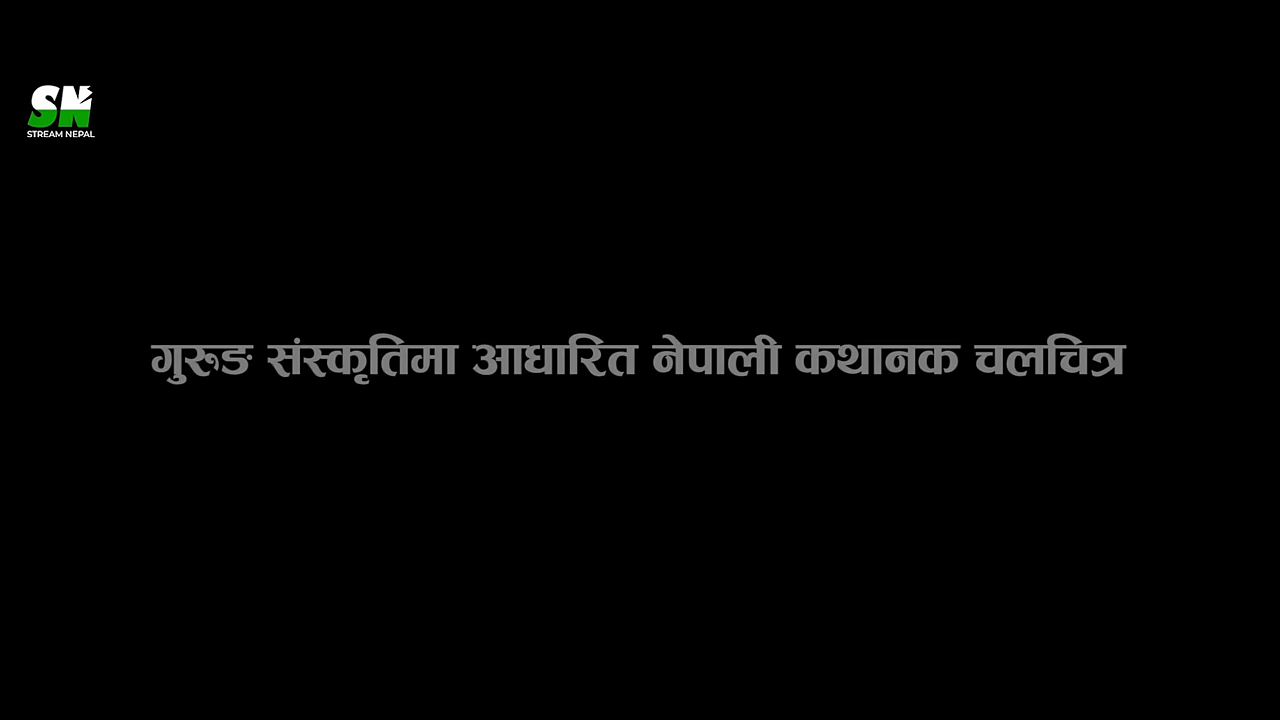 SN
STREAM NEPAL
गुरुङ संस्कृतिमा आधारित नेपाली कथानक चलचित्र